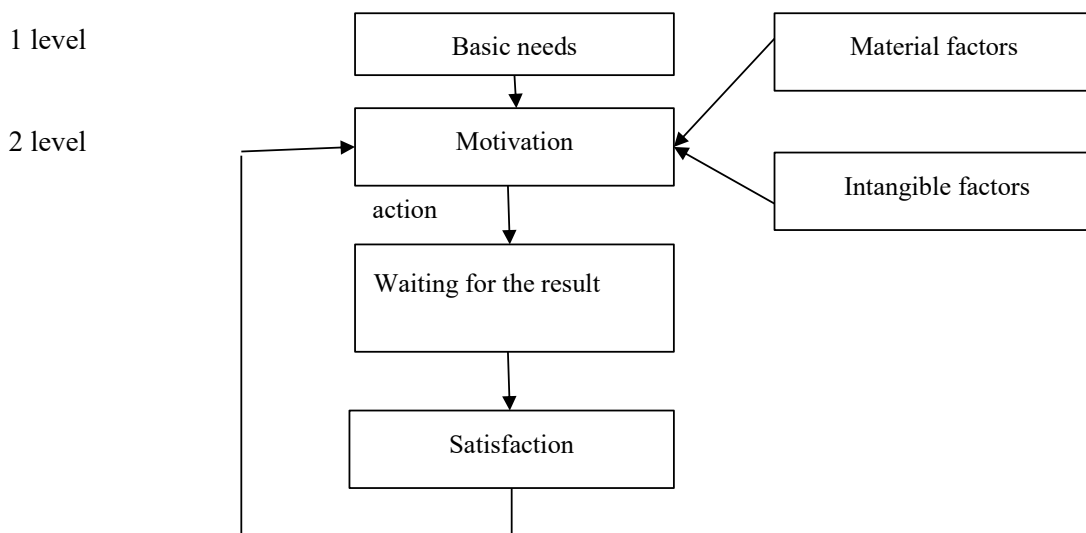 1 level
Basic needs
Material factors
2 level
Motivation
Intangible factors
action
Waiting for the result
Satisfaction